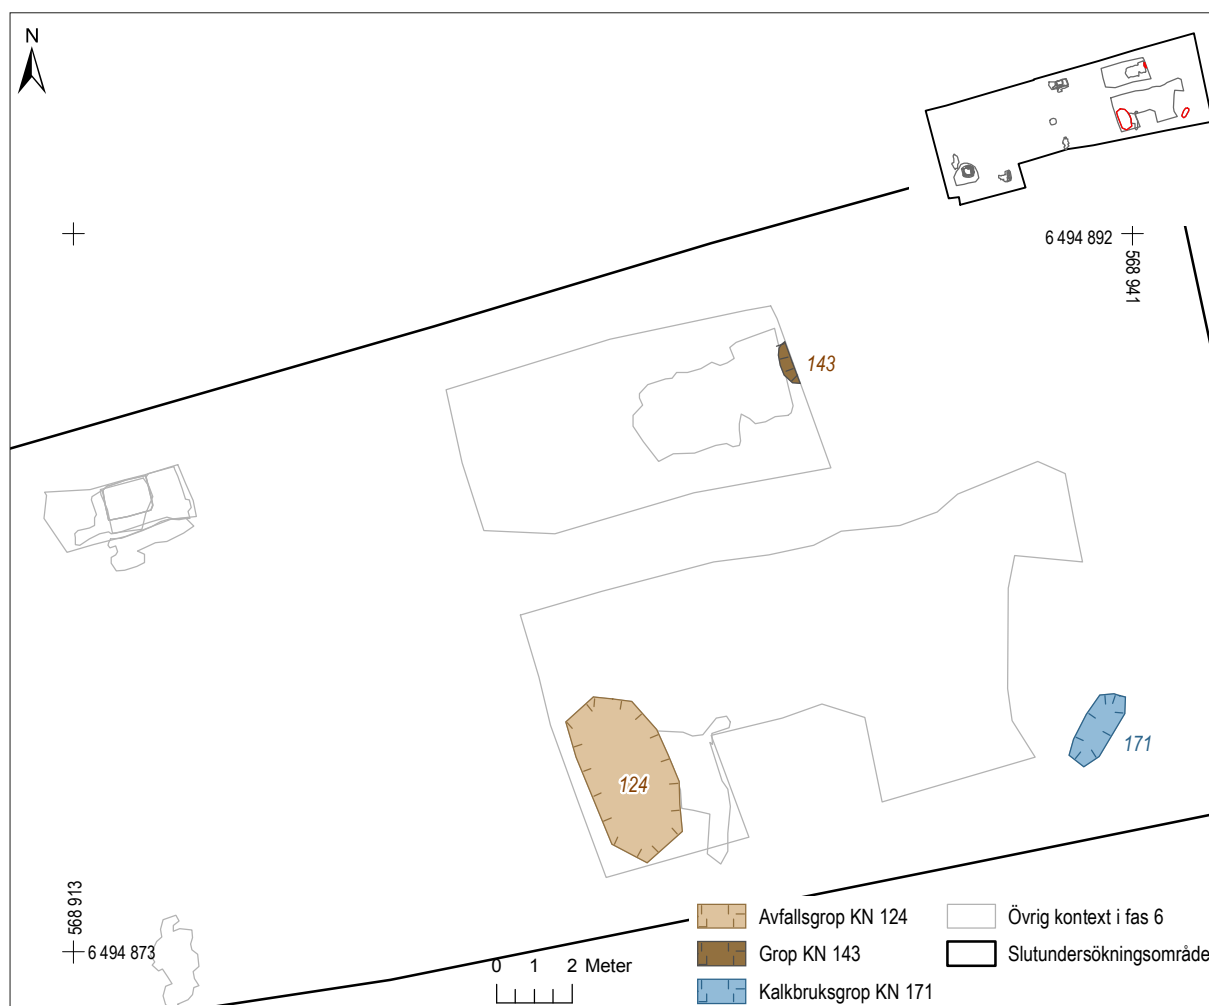 N
6 494 892
568 941
143
171
124
568 913
6 494 873
0 1 2 Meter
Avfallsgrop KN 124
Grop KN 143
Kalkbruksgrop KN 171
Övrig kontext i fas 6
Slutundersökningsområde